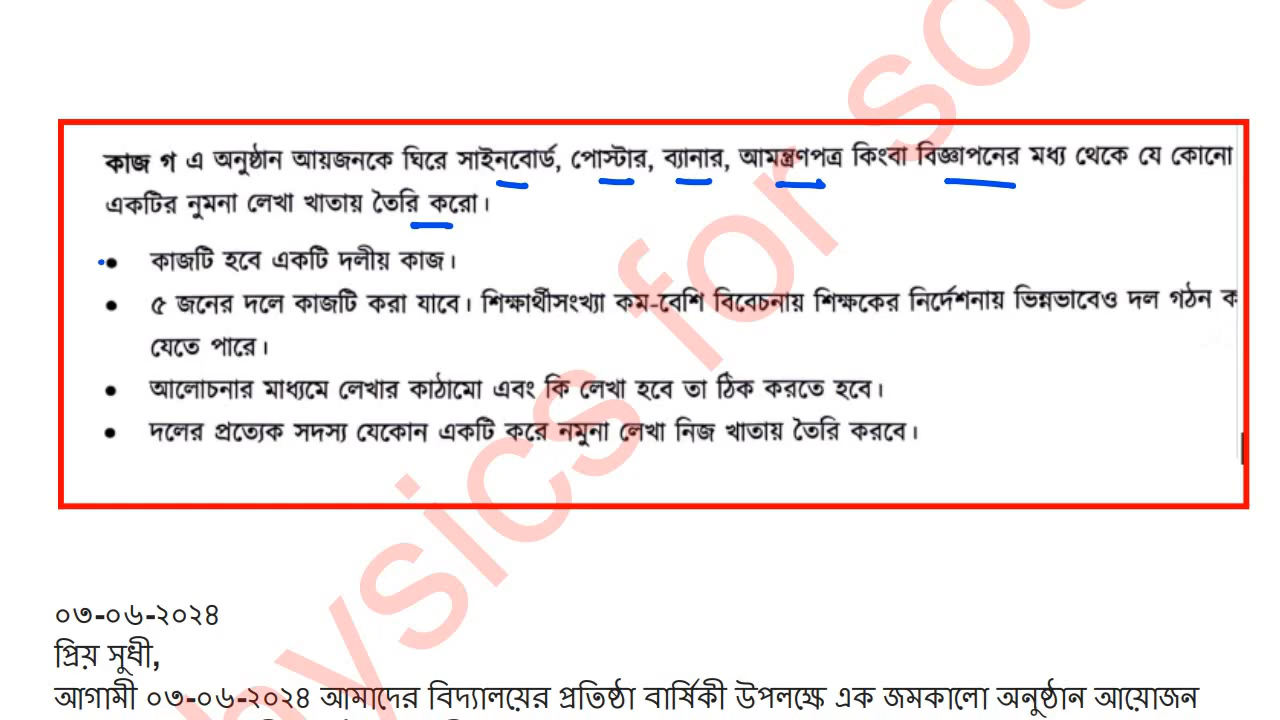 কাজ গ এ অনুষ্ঠান আয়জনকে ঘিরে সাইনবোর্ড, পোস্টার, ব্যানার, আমন্ত্রণপত্র কিংবা বিজ্ঞাপনের মধ্য থেকে যে কোনো
একটির নুমনা লেখা খাতায় তৈরি করো।
• কাজটি হবে একটি দলীয় কাজ।
• ৫ জনের দলে কাজটি করা যাবে। শিক্ষার্থীসংখ্যা কম-বেশি বিবেচনায় শিক্ষকের নির্দেশনায় ভিন্নভাবেও দল গঠন ক
যেতে পারে।
• আলোচনার মাধ্যমে লেখার কাঠামো এবং কি লেখা হবে তা ঠিক করতে হবে।
• দলের প্রত্যেক সদস্য যেকোন একটি করে নমুনা লেখা নিজ খাতায় তৈরি করবে।
০৩-০৬-২০২৪
প্রিয় সুধী,
আগামী ০৩-০৬-২০২৪ আমাদের বিদ্যালয়ের প্রতিষ্ঠা বার্ষিকী উপলক্ষে এক জমকালো অনুষ্ঠান আয়োজন
hysics for so